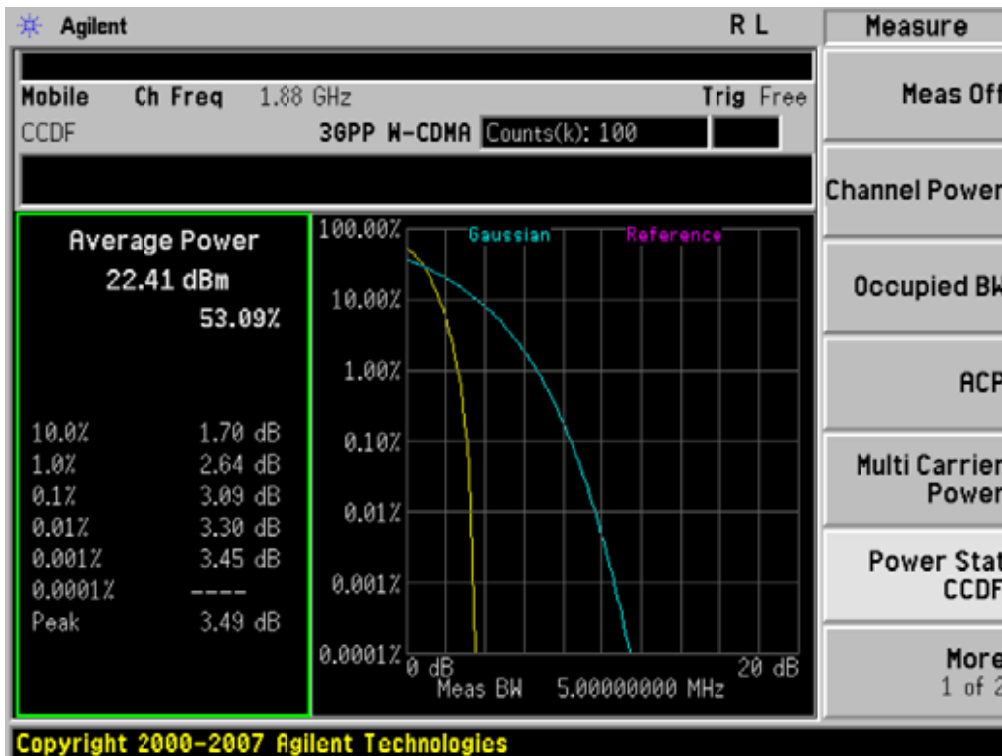 Agilent R L Measure
Mobile Ch Freq 1.88 GHz Trig Free
CCDF 3GPP W-CDMA Counts(k): 100
Average Power
22.41 dBm
53.09%
10.0% 1.70 dB
1.0% 2.64 dB
0.1% 3.09 dB
0.01% 3.30 dB
0.001% 3.45 dB
0.0001% ----
Peak 3.49 dB
Gaussian Reference
100.00%
10.00%
1.00%
0.10%
0.01%
0.001%
0.0001%
0 dB 20 dB
Meas BW 5.00000000 MHz
Meas Off
Channel Power
Occupied BW
ACP
Multi Carrier
Power
Power Stat
CCDF
More
1 of 2
Copyright 2000-2007 Agilent Technologies